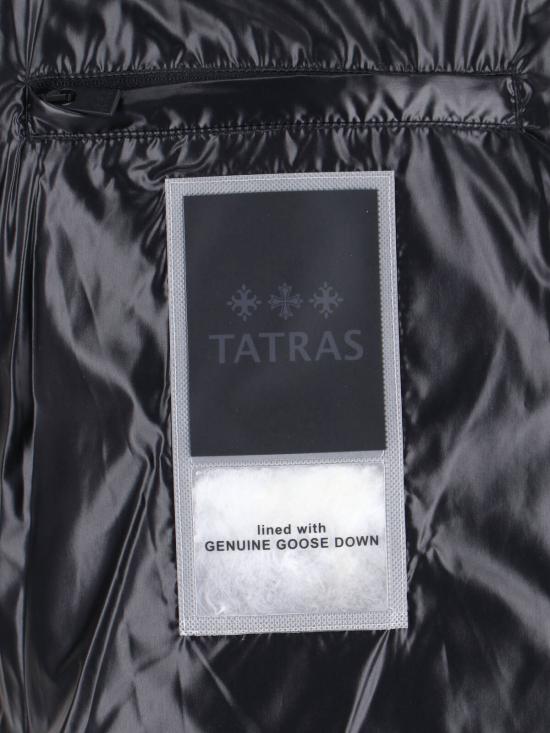 TATRAS
lined with
GENUINE GOOSE DOWN